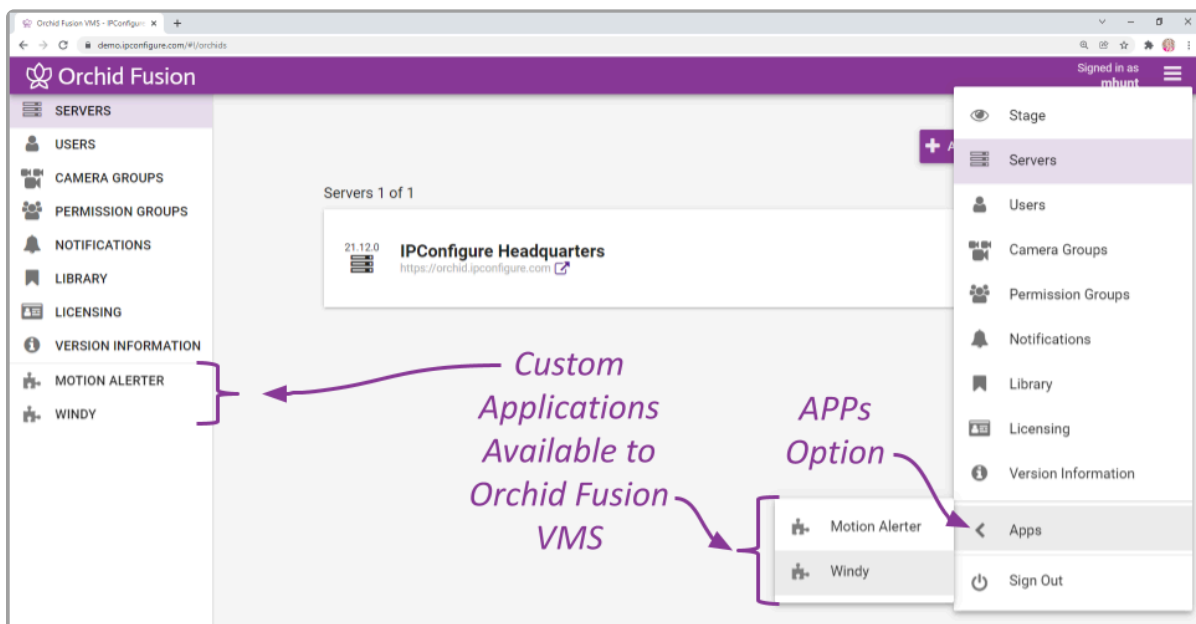 Orchid Fusion VMS - IPConfigure
demo.ipconfigure.com/#!/orchids
Orchid Fusion
Signed in as
mhunt
SERVERS
USERS
CAMERA GROUPS
PERMISSION GROUPS
NOTIFICATIONS
LIBRARY
LICENSING
VERSION INFORMATION
MOTION ALERTER
WINDY
Servers 1 of 1
21.12.0
IPConfigure Headquarters
https://orchid.ipconfigure.com
Custom
Applications
Available to
Orchid Fusion
VMS
APPs
Option
Motion Alerter
Windy
Stage
Servers
Users
Camera Groups
Permission Groups
Notifications
Library
Licensing
Version Information
Apps
Sign Out